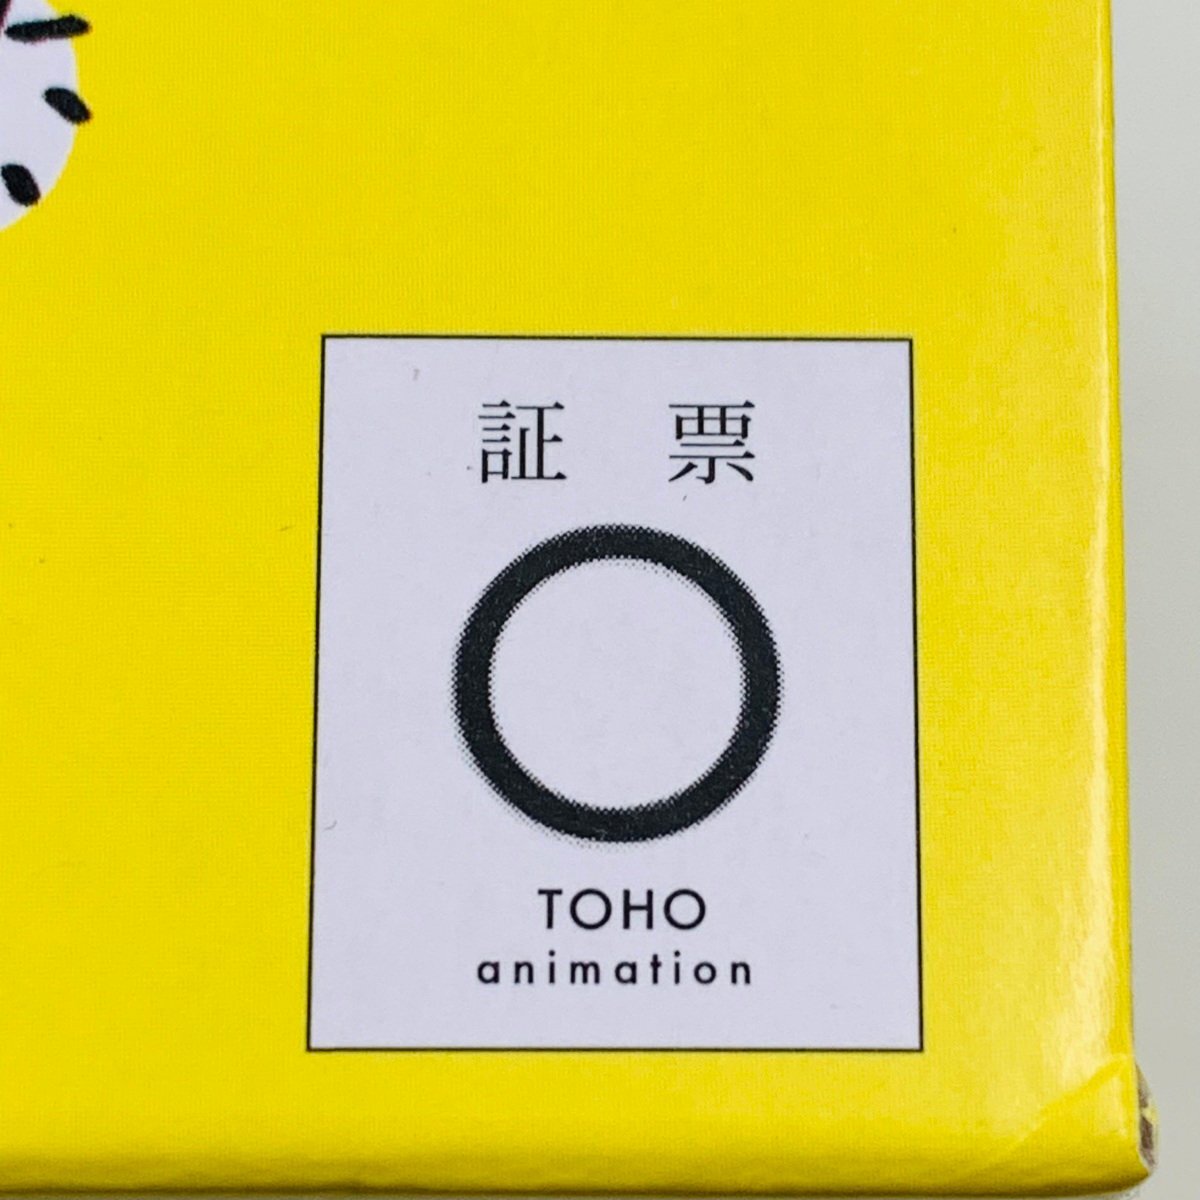 証 票
TOHO
animation